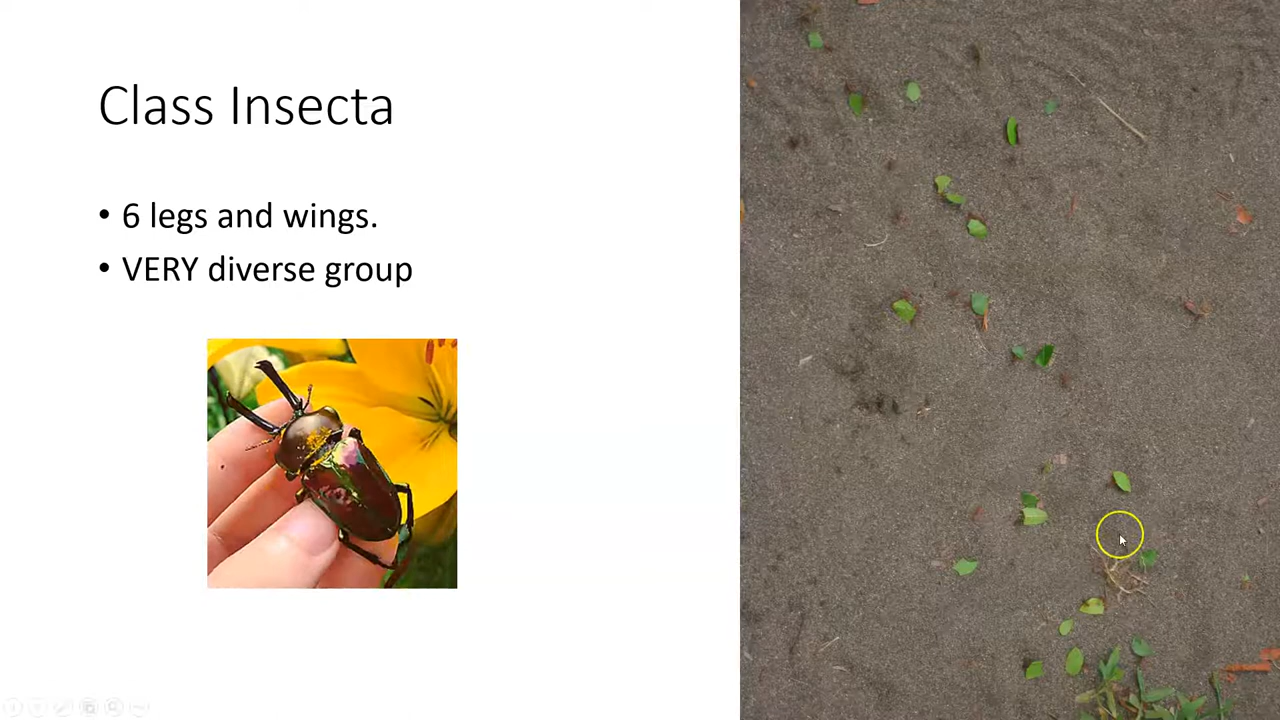 Class Insecta
• 6 legs and wings.
• VERY diverse group